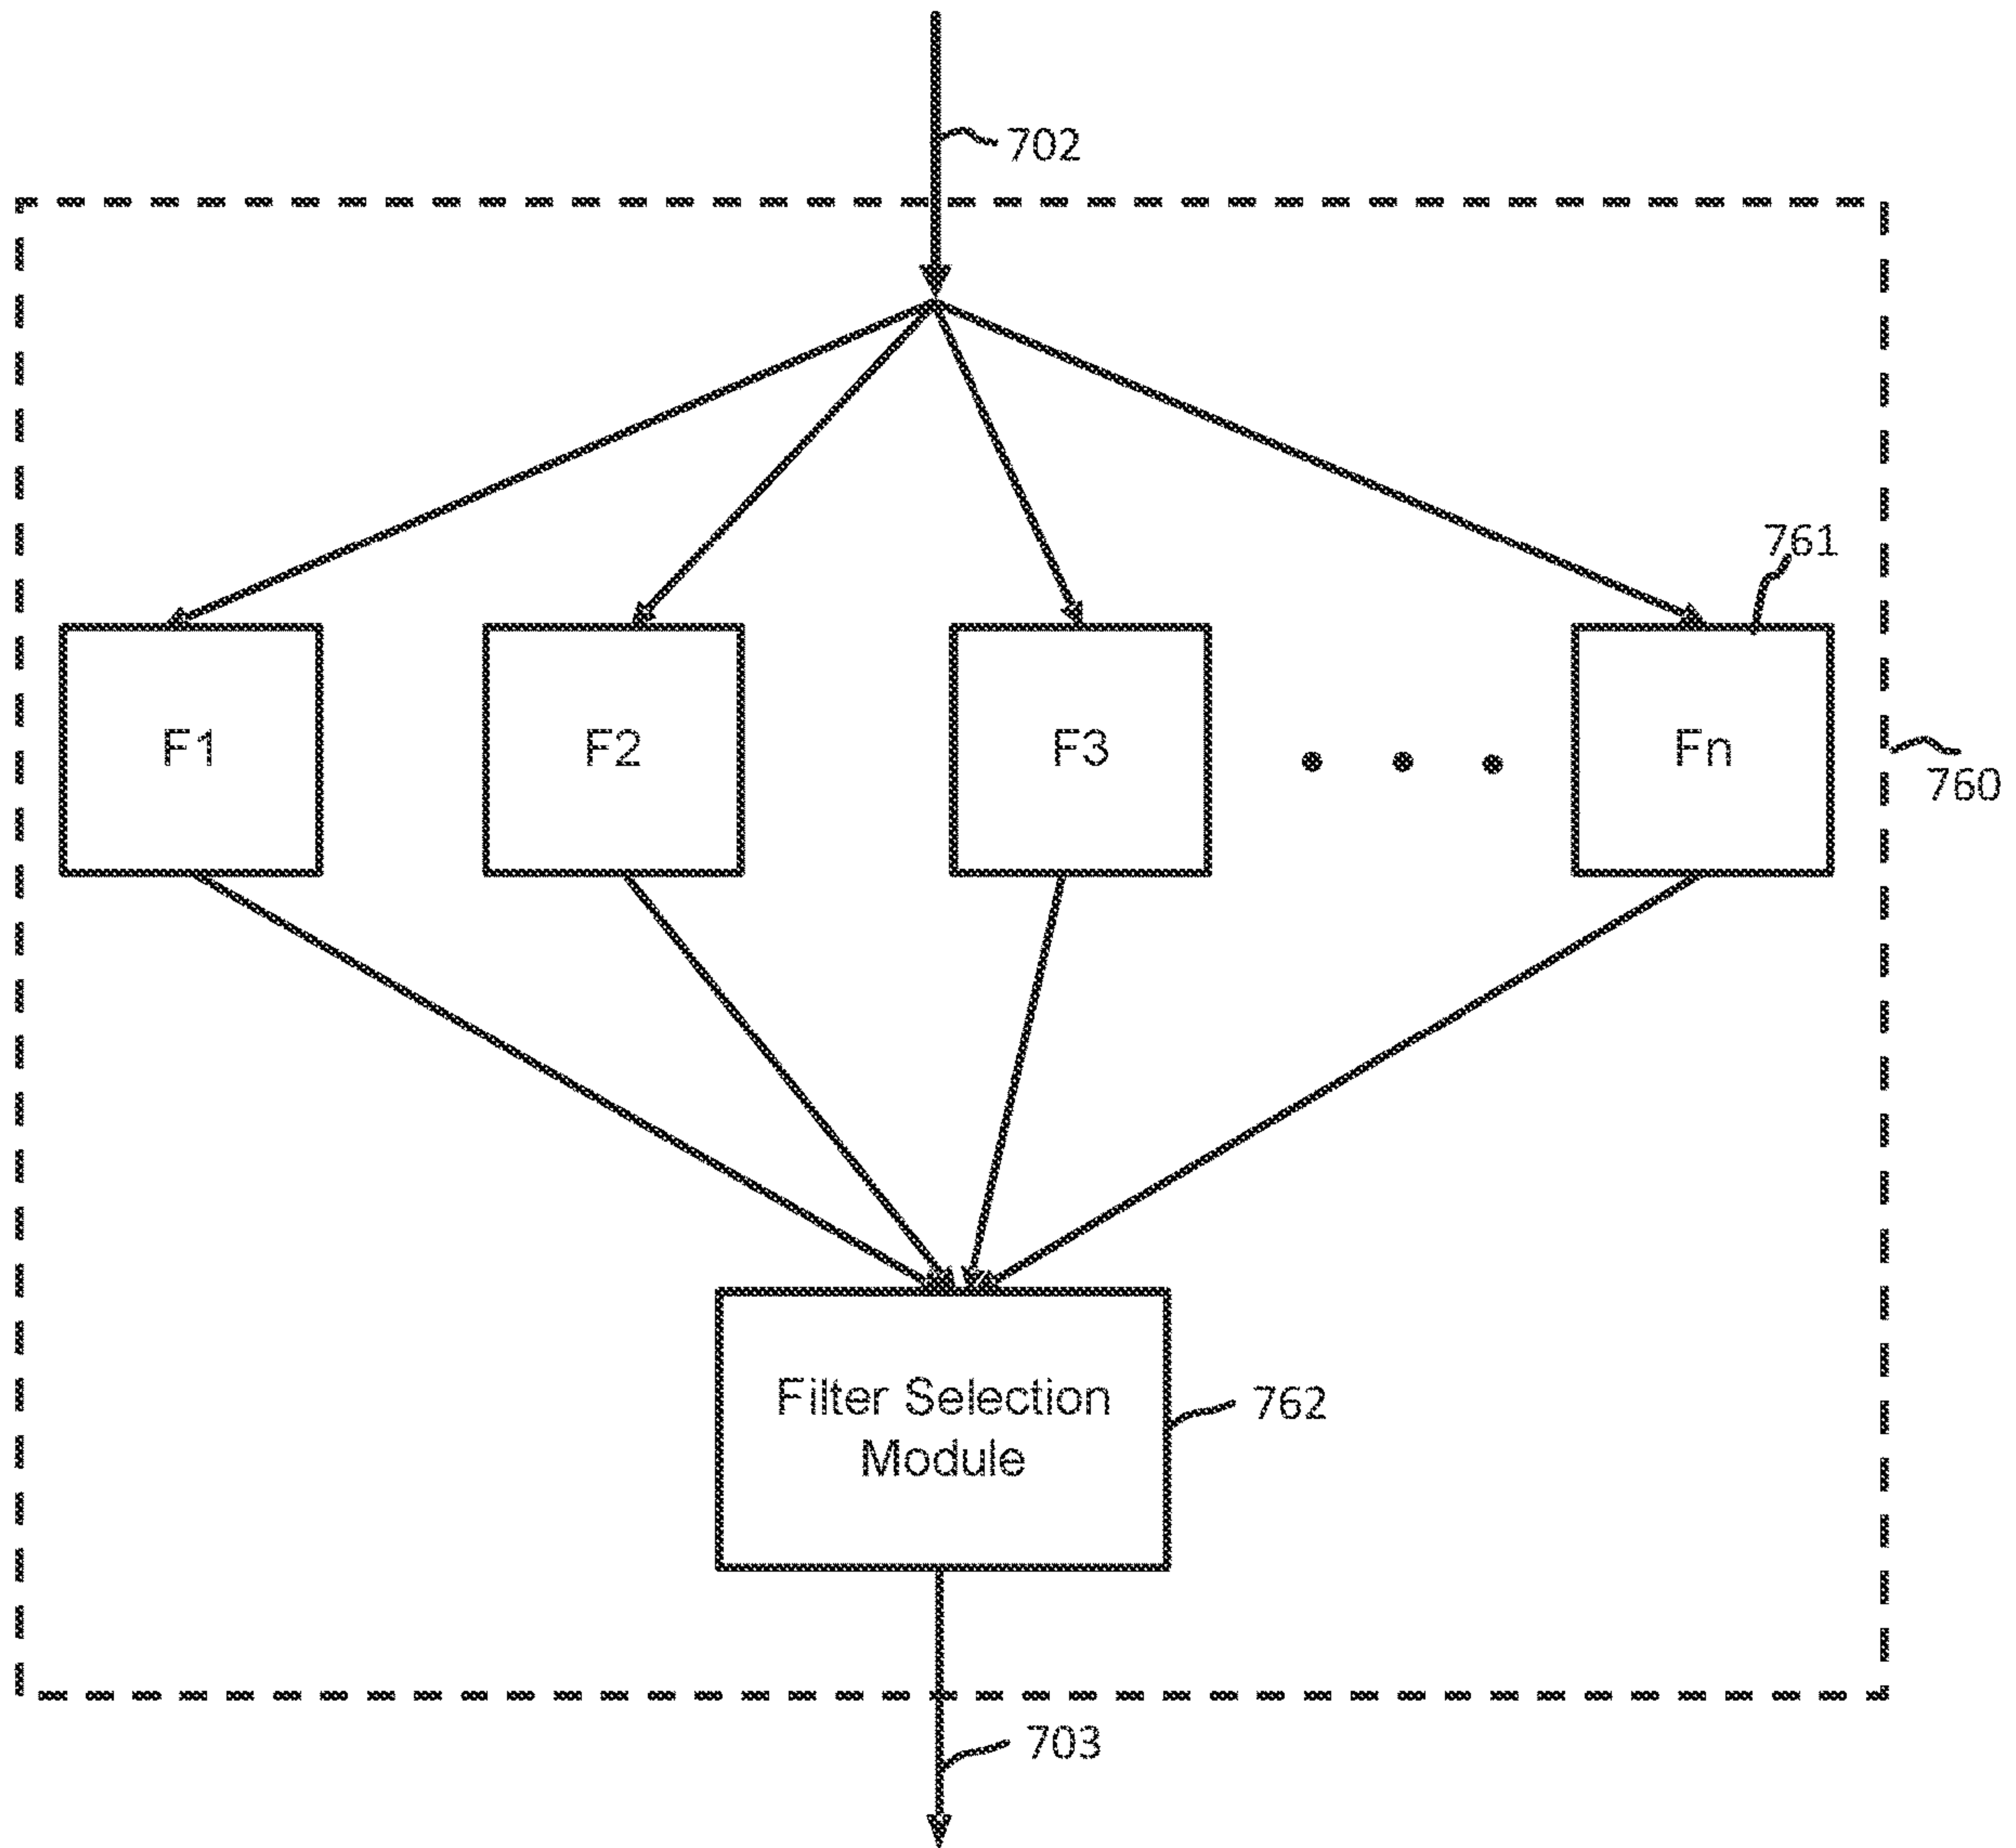 702
761
F1
F2
F3
Fn
760
Filter Selection
Module
762
703